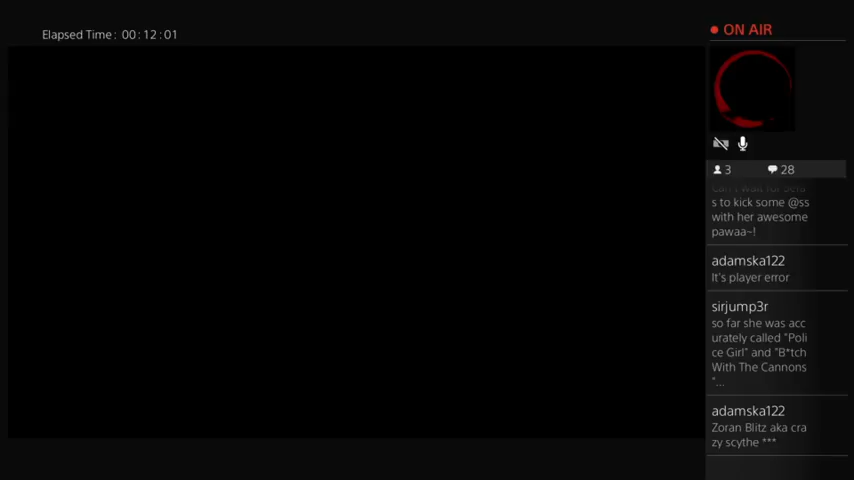 Elapsed Time: 00:12:01
ON AIR
3 28
s to kick some @ss
with her awesome
pawaa~!
adamska122
It's player error
sirjump3r
so far she was acc
urately called "Poli
ce Girl" and "B*tch
With The Cannons
"...
adamska122
Zoran Blitz aka cra
zy scythe ***